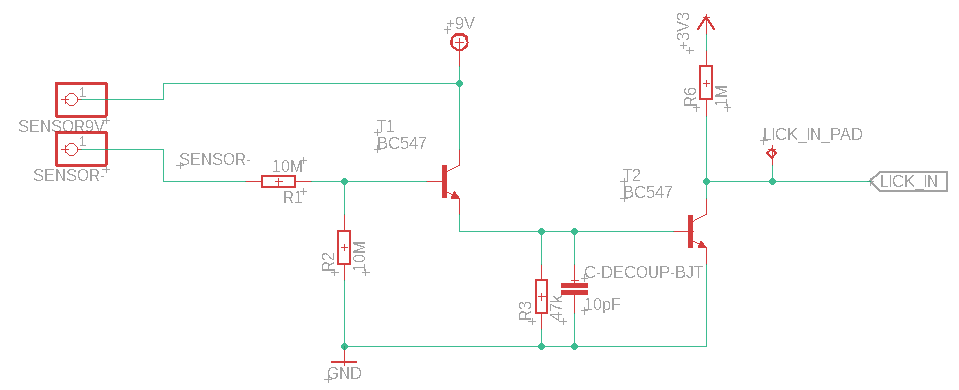 +9V
+3V3
1
SENSOR9V
1
SENSOR-
SENSOR-
10M
R1
T1
BC547
R6
1M
LICK_IN_PAD
LICK_IN
T2
BC547
R2
10M
C-DECOUP-BJT
R3
47k
10pF
GND